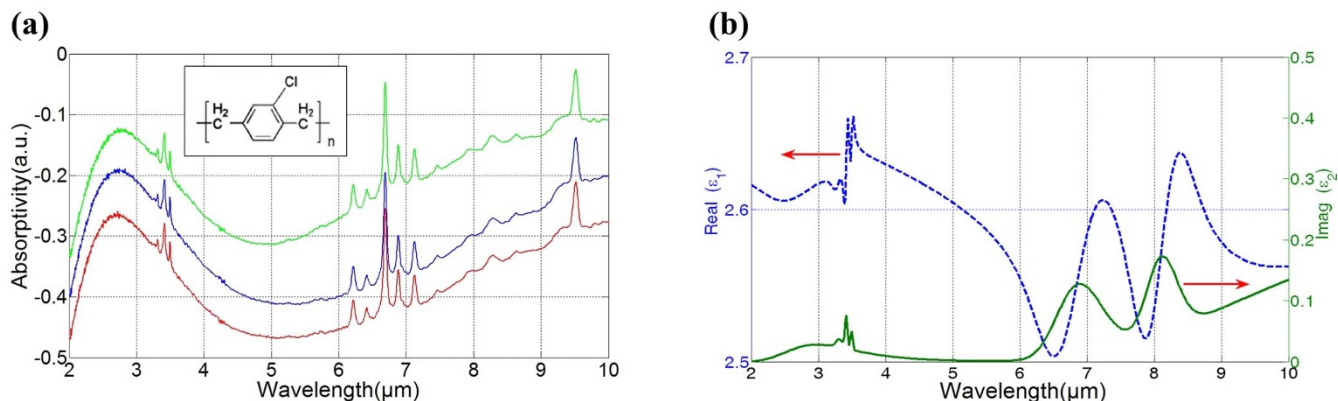 (a)
0
-0.1
-0.2
-0.3
-0.4
-0.5
Absorptivity(a.u.)
Cl
H₂
C
H₂
C
n
2
3
4
5
6
7
8
9
10
Wavelength(μm)
(b)
2.7
2.6
2.5
Real (ε₁)
0.5
0.4
0.3
0.2
0.1
0
Imag (ε₂)
2
3
4
5
6
7
8
9
10
Wavelength(μm)